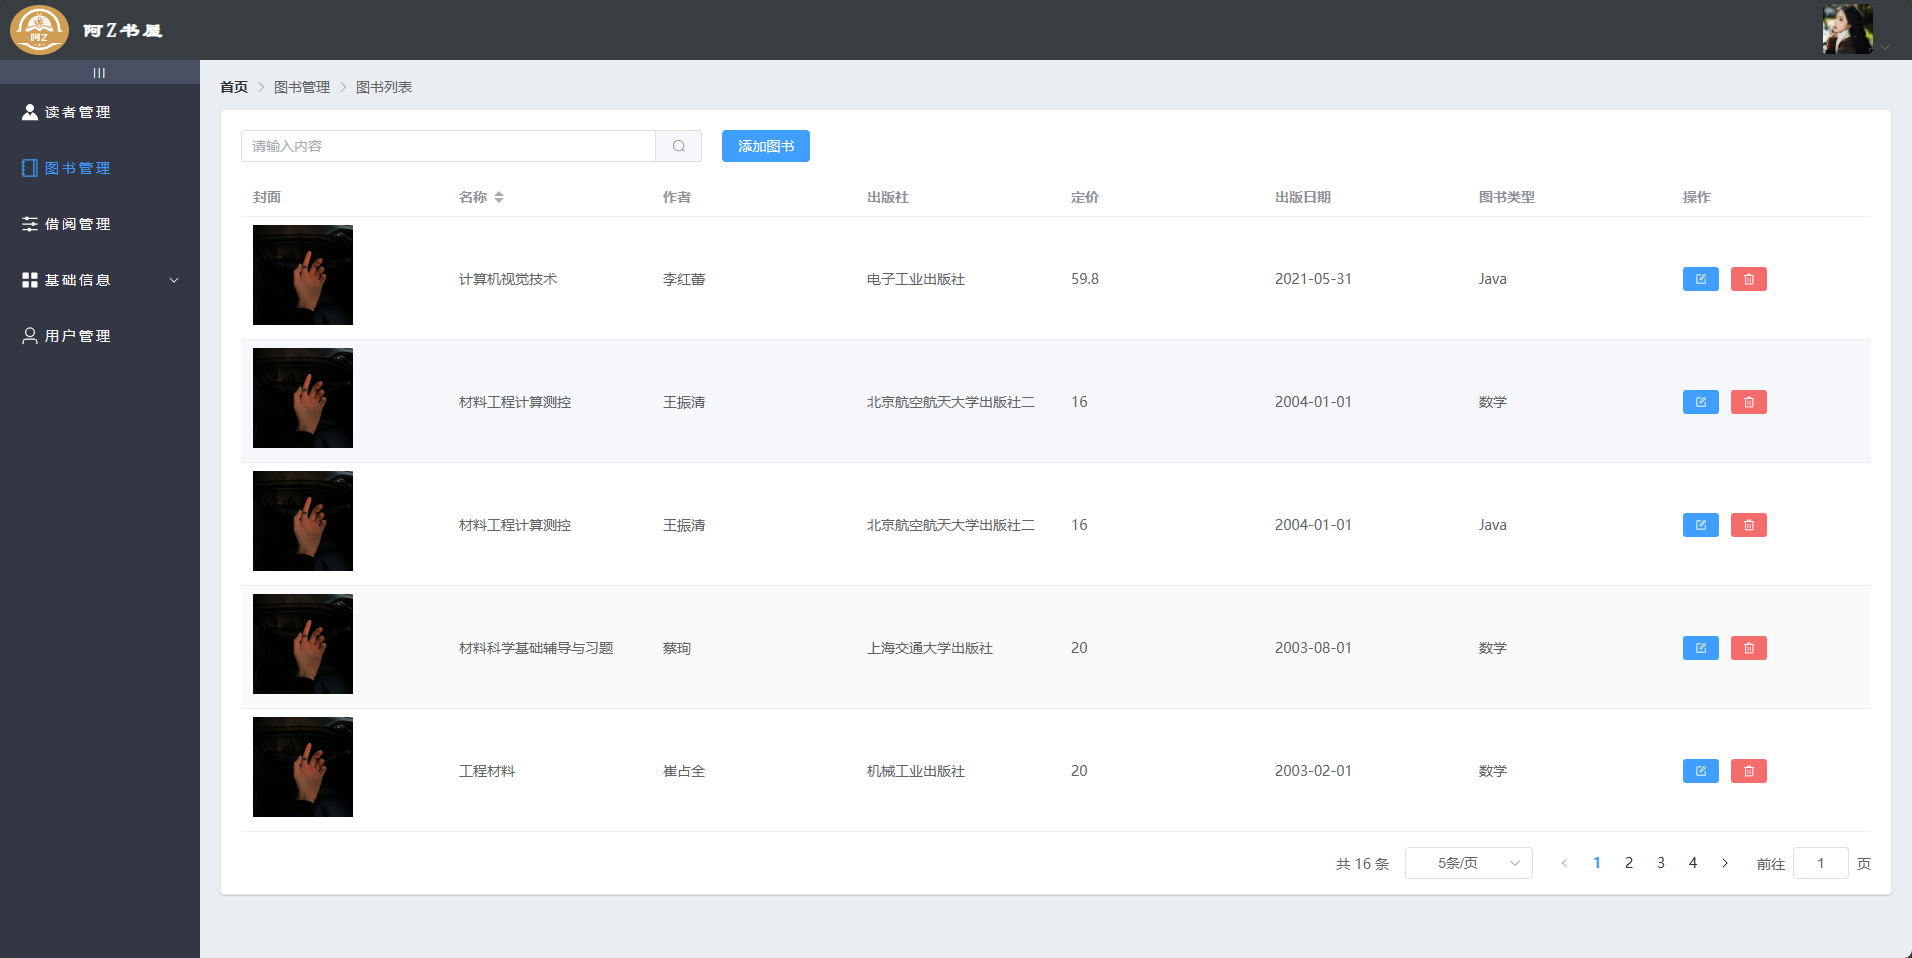 阿Z
阿Z书屋
|||
读者管理
图书管理
借阅管理
基础信息
用户管理
首页 > 图书管理 > 图书列表
请输入内容
添加图书
封面 名称 作者 出版社 定价 出版日期 图书类型 操作
计算机视觉技术 李红蕾 电子工业出版社 59.8 2021-05-31 Java
材料工程计算测控 王振清 北京航空航天大学出版社二 16 2004-01-01 数学
材料工程计算测控 王振清 北京航空航天大学出版社二 16 2004-01-01 Java
材料科学基础辅导与习题 蔡珣 上海交通大学出版社 20 2003-08-01 数学
工程材料 崔占全 机械工业出版社 20 2003-02-01 数学
共 16 条 5条/页 < 1 2 3 4 > 前往 1 页